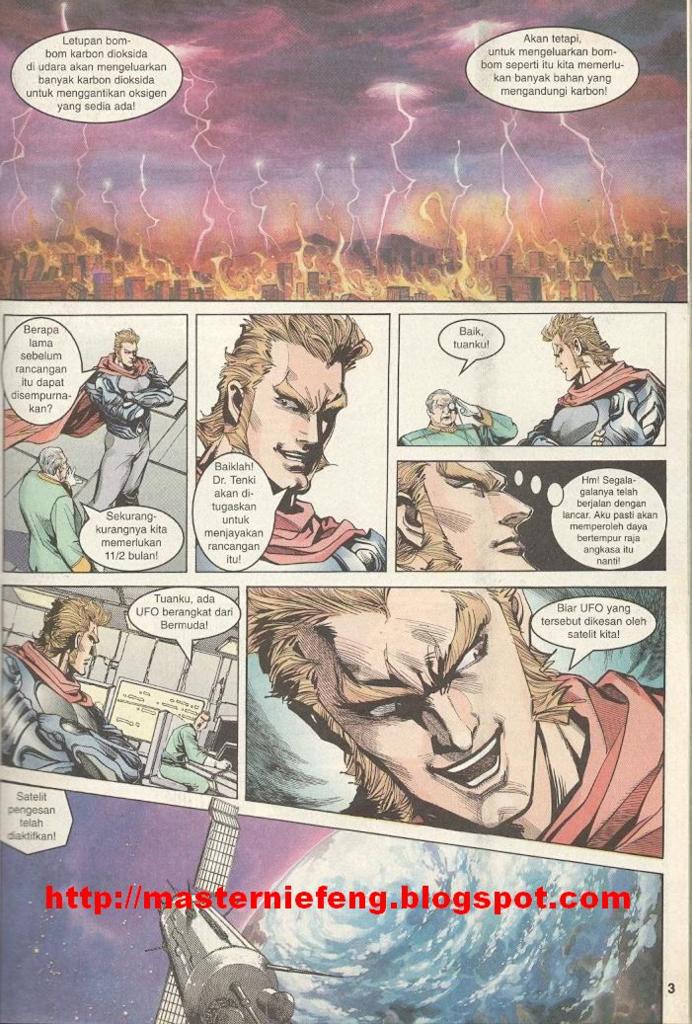 Letupan bom-
bom karbon dioksida
di udara akan mengeluarkan
banyak karbon dioksida
untuk menggantikan oksigen
yang sedia ada!
Akan tetapi,
untuk mengeluarkan bom-
bom seperti itu kita memerlu-
kan banyak bahan yang
mengandungi karbon!
Berapa
lama
sebelum
rancangan
itu dapat
disempurna-
kan?
Sekurang-
kurangnya kita
memerlukan
11/2 bulan!
Baiklah!
Dr. Tenki
akan di-
tugaskan
untuk
menjayakan
rancangan
itu!
Baik,
tuanku!
Hm! Segala-
galanya telah
berjalan dengan
lancar. Aku pasti akan
memperoleh daya
bertempur raja
angkasa itu
nanti!
Tuanku, ada
UFO berangkat dari
Bermuda!
Biar UFO yang
tersebut dikesan oleh
satelit kita!
Satelit
pengesan
telah
diaktifkan!
http://masterniefeng.blogspot.com
3